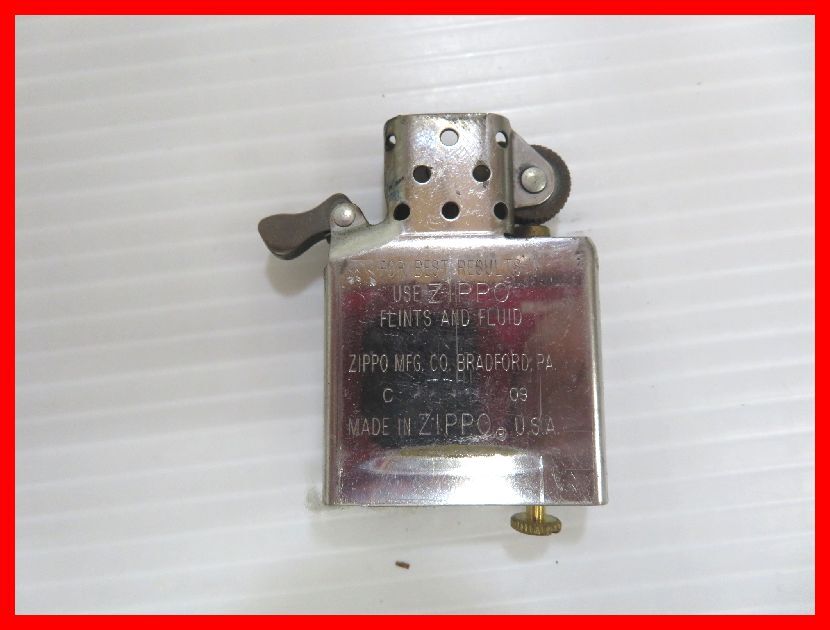 FOR BEST RESULTS
USE ZIPPO
FLINTS AND FLUID
ZIPPO MFG. CO. BRADFORD, PA.
C 09
MADE IN ZIPPO® U.S.A.